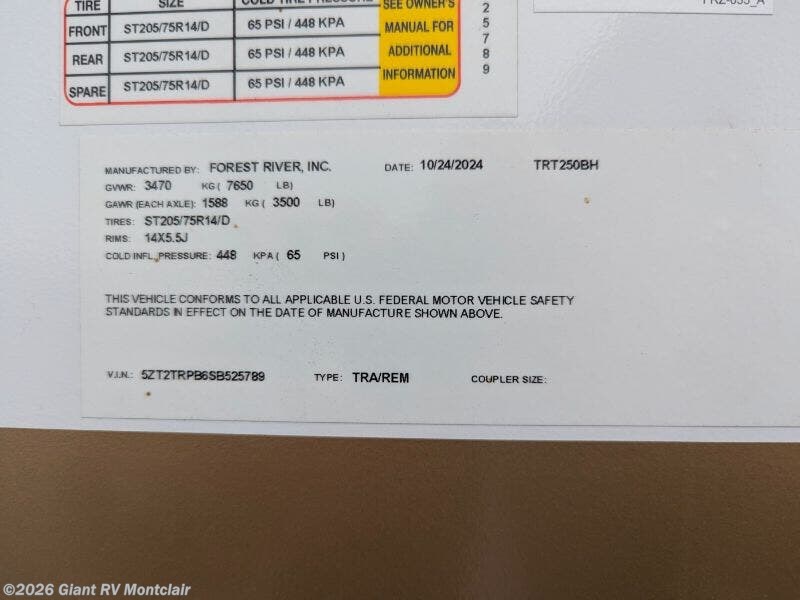 TIRE SIZE COLD TIRE PRESSURE SEE OWNER'S
FRONT ST205/75R14/D 65 PSI / 448 KPA MANUAL FOR
REAR ST205/75R14/D 65 PSI / 448 KPA ADDITIONAL
SPARE ST205/75R14/D 65 PSI / 448 KPA INFORMATION
2
5
7
8
9
MANUFACTURED BY: FOREST RIVER, INC. DATE: 10/24/2024 TRT250BH
GVWR: 3470 KG ( 7650 LB)
GAWR (EACH AXLE): 1588 KG ( 3500 LB)
TIRES: ST205/75R14/D
RIMS: 14X5.5J
COLD INFL. PRESSURE: 448 KPA ( 65 PSI )
THIS VEHICLE CONFORMS TO ALL APPLICABLE U.S. FEDERAL MOTOR VEHICLE SAFETY
STANDARDS IN EFFECT ON THE DATE OF MANUFACTURE SHOWN ABOVE.
V.I.N.: 5ZT2TRPB6SB525789 TYPE: TRA/REM COUPLER SIZE:
©2026 Giant RV Montclair